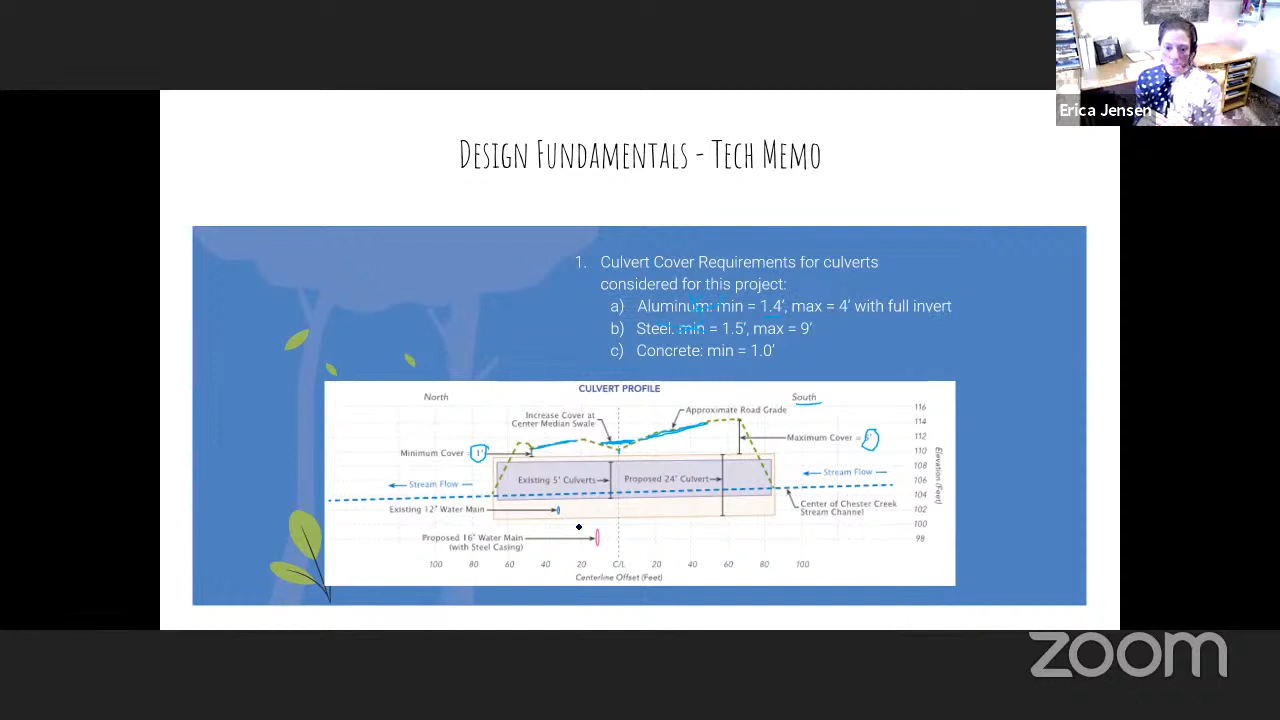 Erica Jensen
Design Fundamentals - Tech Memo
1. Culvert Cover Requirements for culverts
considered for this project:
a) Aluminum min = 1.4', max = 4' with full invert
b) Steel: min = 1.5', max = 9'
c) Concrete: min = 1.0'
CULVERT PROFILE
North
South
116
Increase Cover at
Center Median Swale
Approximate Road Grade
114
Maximum Cover =
112
Minimum Cover = 1'
110
108
Existing 5' Culverts
Proposed 24' Culvert
Stream Flow
106
Stream Flow
104
Center of Chester Creek
Stream Channel
Existing 12" Water Main
102
100
Proposed 16" Water Main
(with Steel Casing)
98
Elevation (Feet)
100 80 60 40 20 C/L 20 40 60 80 100
Centerline Offset (Feet)
zoom